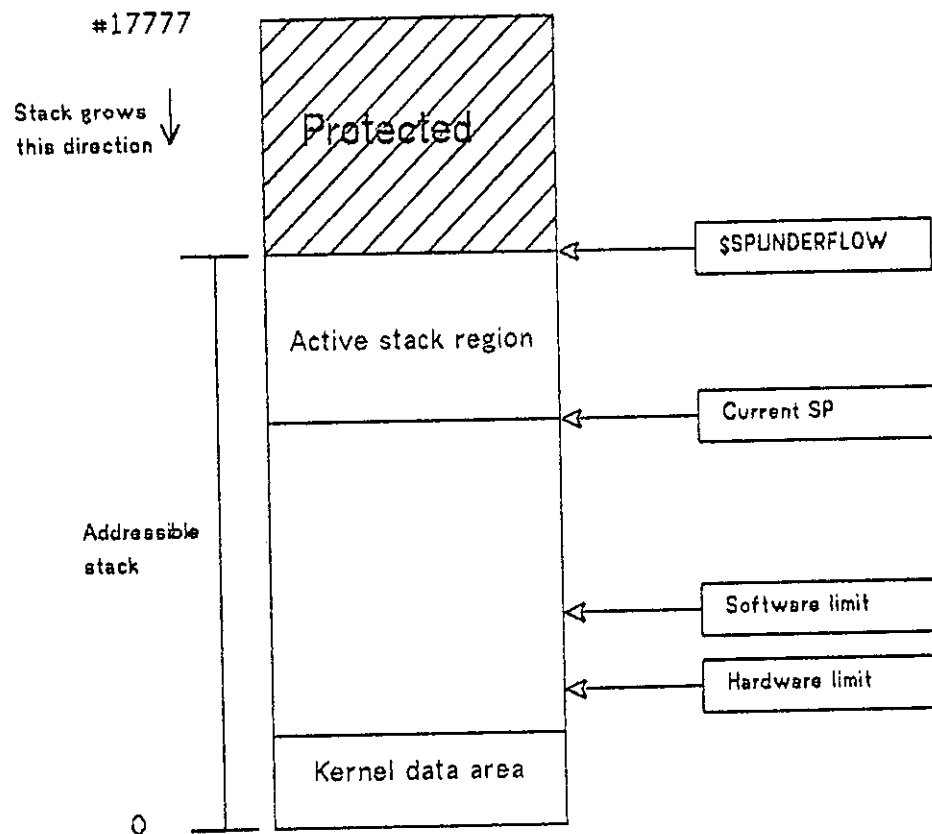 #17777
Stack grows
this direction
Protected
$SPUNDERFLOW
Active stack region
Current SP
Addressible
stack
Software limit
Hardware limit
Kernel data area
0